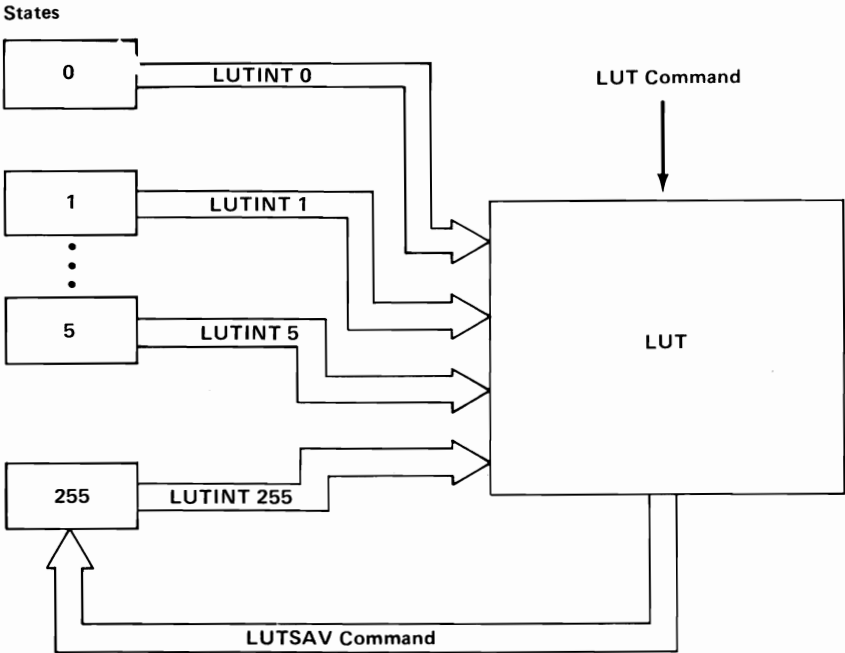 States
0
LUTINT 0
LUT Command
1
LUTINT 1
5
LUTINT 5
LUT
255
LUTINT 255
LUTSAV Command